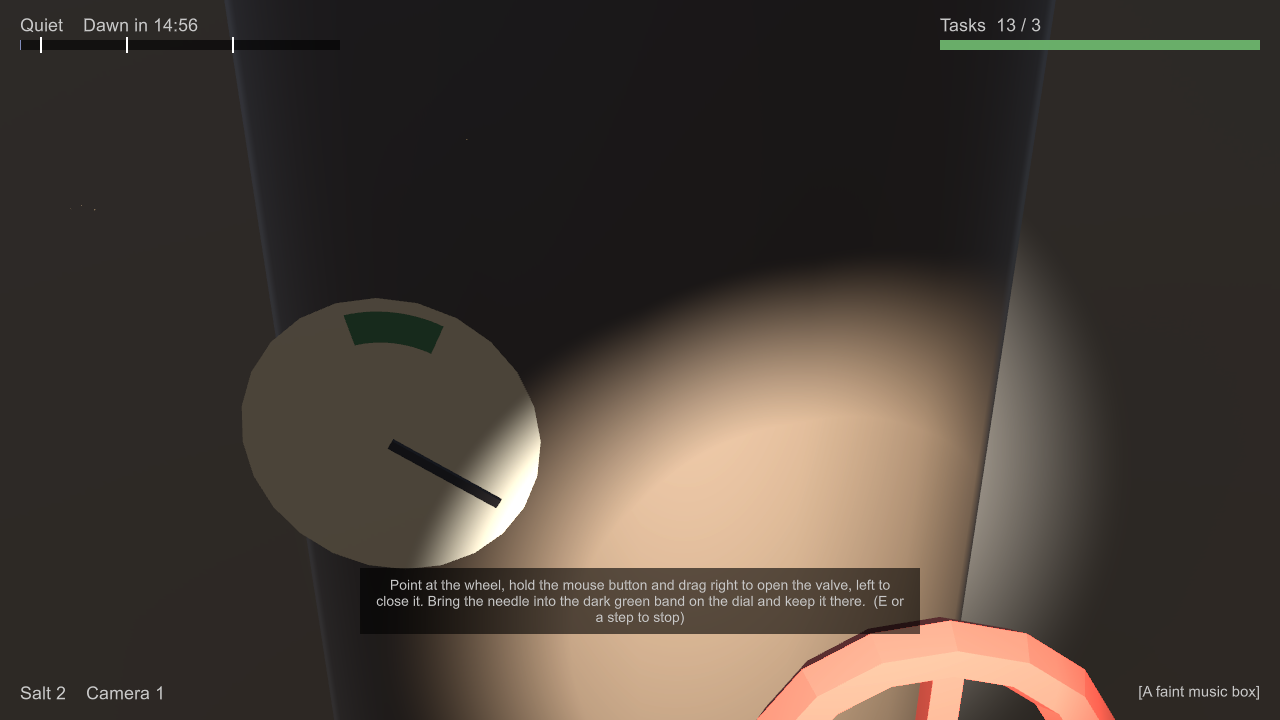 Quiet Dawn in 14:56
Tasks 13 / 3
Point at the wheel, hold the mouse button and drag right to open the valve, left to
close it. Bring the needle into the dark green band on the dial and keep it there. (E or
a step to stop)
Salt 2 Camera 1
[A faint music box]